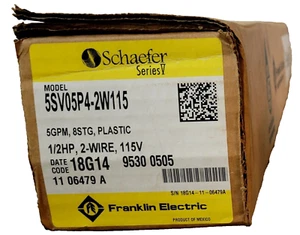 Schaefer
Series V
MODEL
5SV05P4-2W115
5GPM, 8STG, PLASTIC
1/2HP, 2-WIRE, 115V
DATE CODE 18G14 9530 0505
11 06479 A
S/N 18G14 - 11 - 06479A
Franklin Electric
PRODUCT OF MEXICO